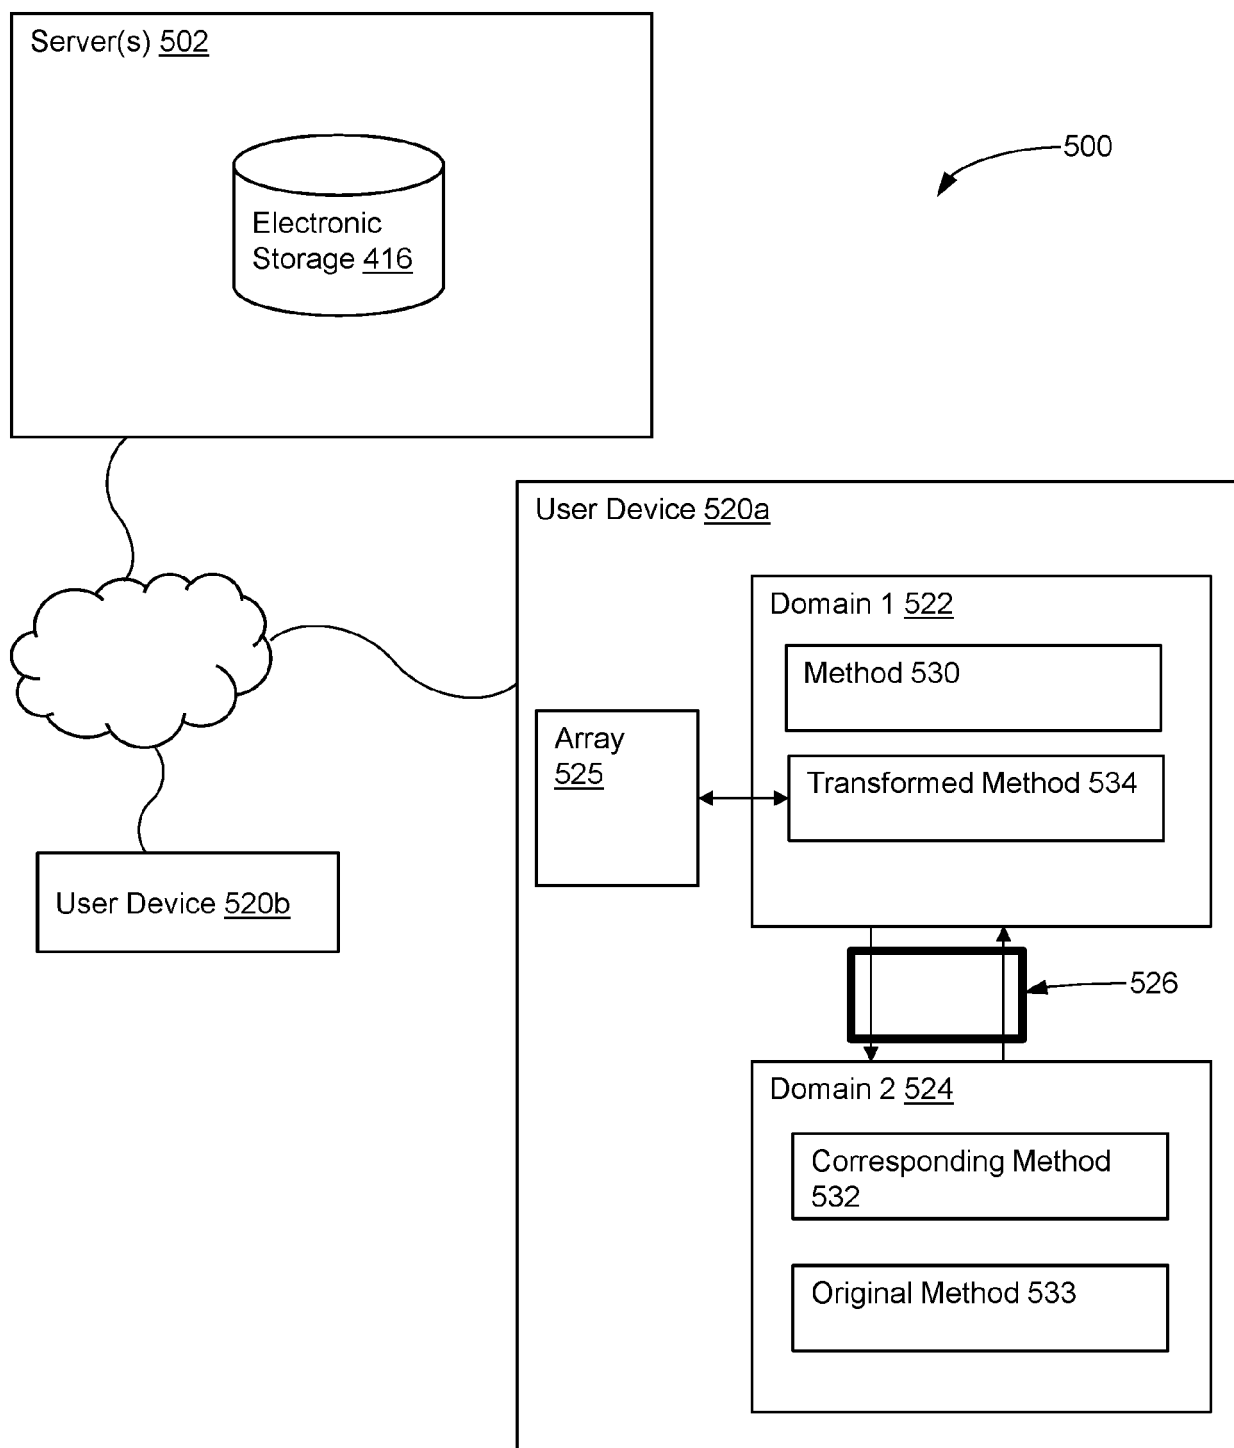 Server(s) 502
500
Electronic
Storage 416
User Device 520a
Domain 1 522
Method 530
Array
525
Transformed Method 534
User Device 520b
526
Domain 2 524
Corresponding Method
532
Original Method 533